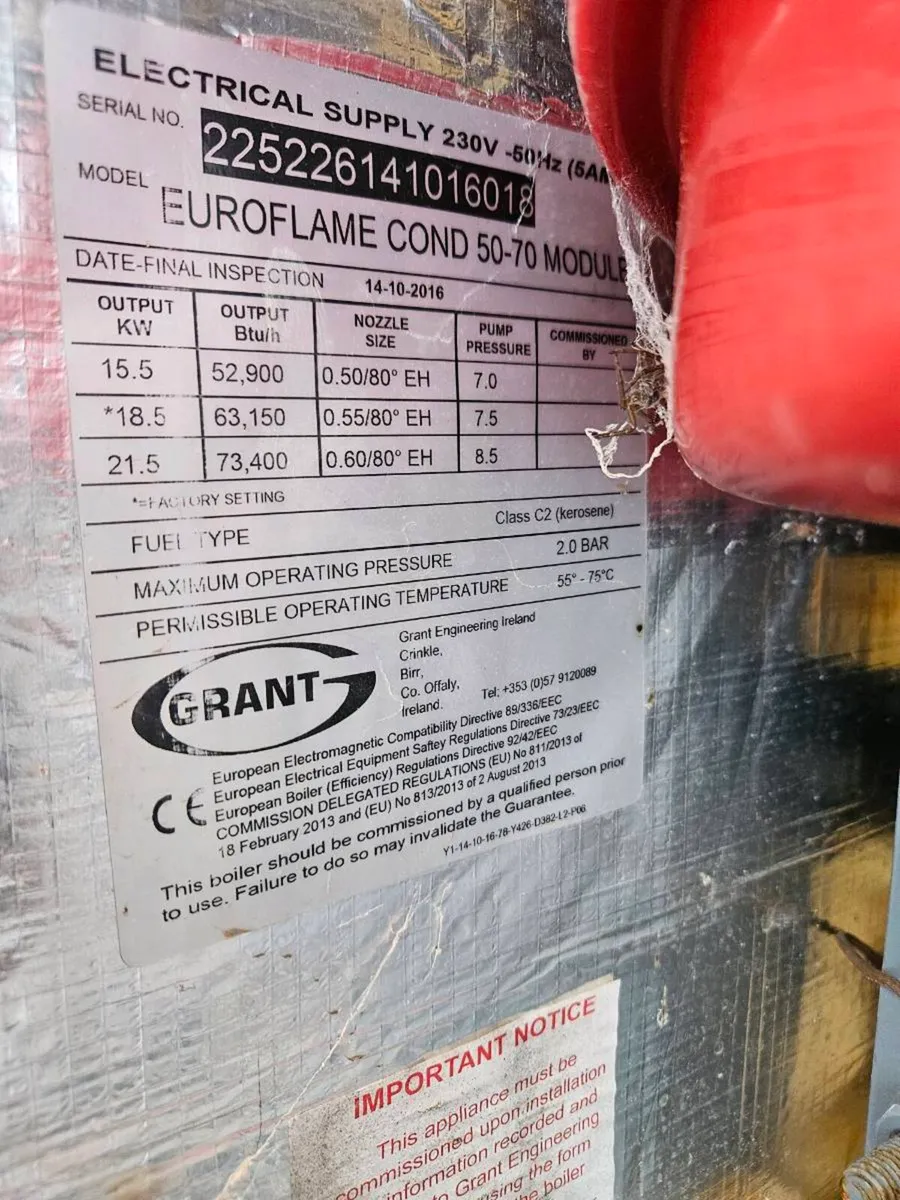 ELECTRICAL SUPPLY 230V -50Hz
SERIAL NO. 225226141016018
MODEL EUROFLAME COND 50-70 MODULE
DATE-FINAL INSPECTION 14-10-2016
OUTPUT KW OUTPUT Btu/h NOZZLE SIZE PUMP PRESSURE COMMISSIONED BY
15.5 52,900 0.50/80° EH 7.0
*18.5 63,150 0.55/80° EH 7.5
21.5 73,400 0.60/80° EH 8.5
*=FACTORY SETTING
FUEL TYPE Class C2 (kerosene)
MAXIMUM OPERATING PRESSURE 2.0 BAR
PERMISSIBLE OPERATING TEMPERATURE 55° - 75°C
GRANT
Grant Engineering Ireland
Crinkle,
Birr,
Co. Offaly,
Ireland. Tel: +353 (0)57 9120089
CE
European Electromagnetic Compatibility Directive 89/336/EEC
European Electrical Equipment Saftey Regulations Directive 73/23/EEC
European Boiler (Efficiency) Regulations Directive 92/42/EEC
COMMISSION DELEGATED REGULATIONS (EU) No 811/2013 of
18 February 2013 and (EU) No 813/2013 of 2 August 2013
This boiler should be commissioned by a qualified person prior
to use. Failure to do so may invalidate the Guarantee.
Y1-14-10-16-78-Y426-D382-L2-P06
IMPORTANT NOTICE
This appliance must be
commissioned upon installation
information recorded and
to Grant Engineering
using the form
the boiler